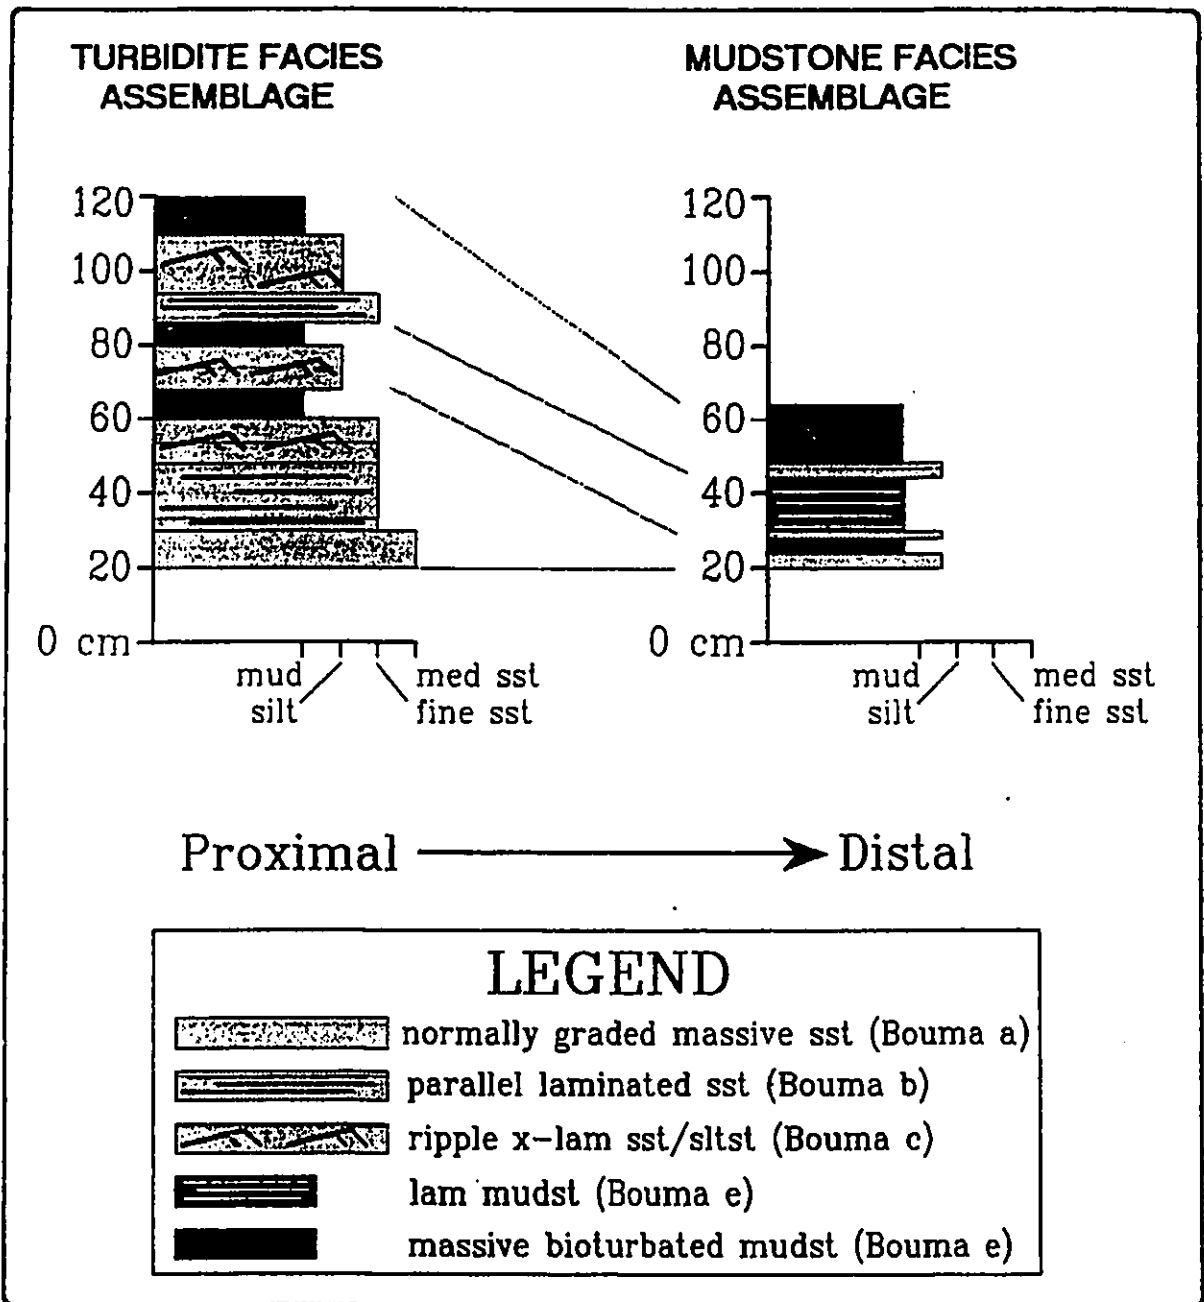 TURBIDITE FACIES
ASSEMBLAGE
MUDSTONE FACIES
ASSEMBLAGE
120
100
80
60
40
20
0 cm
mud
silt
med sst
fine sst
120
100
80
60
40
20
0 cm
mud
silt
med sst
fine sst
Proximal
Distal
LEGEND
normally graded massive sst (Bouma a)
parallel laminated sst (Bouma b)
ripple x-lam sst/sltst (Bouma c)
lam mudst (Bouma e)
massive bioturbated mudst (Bouma e)